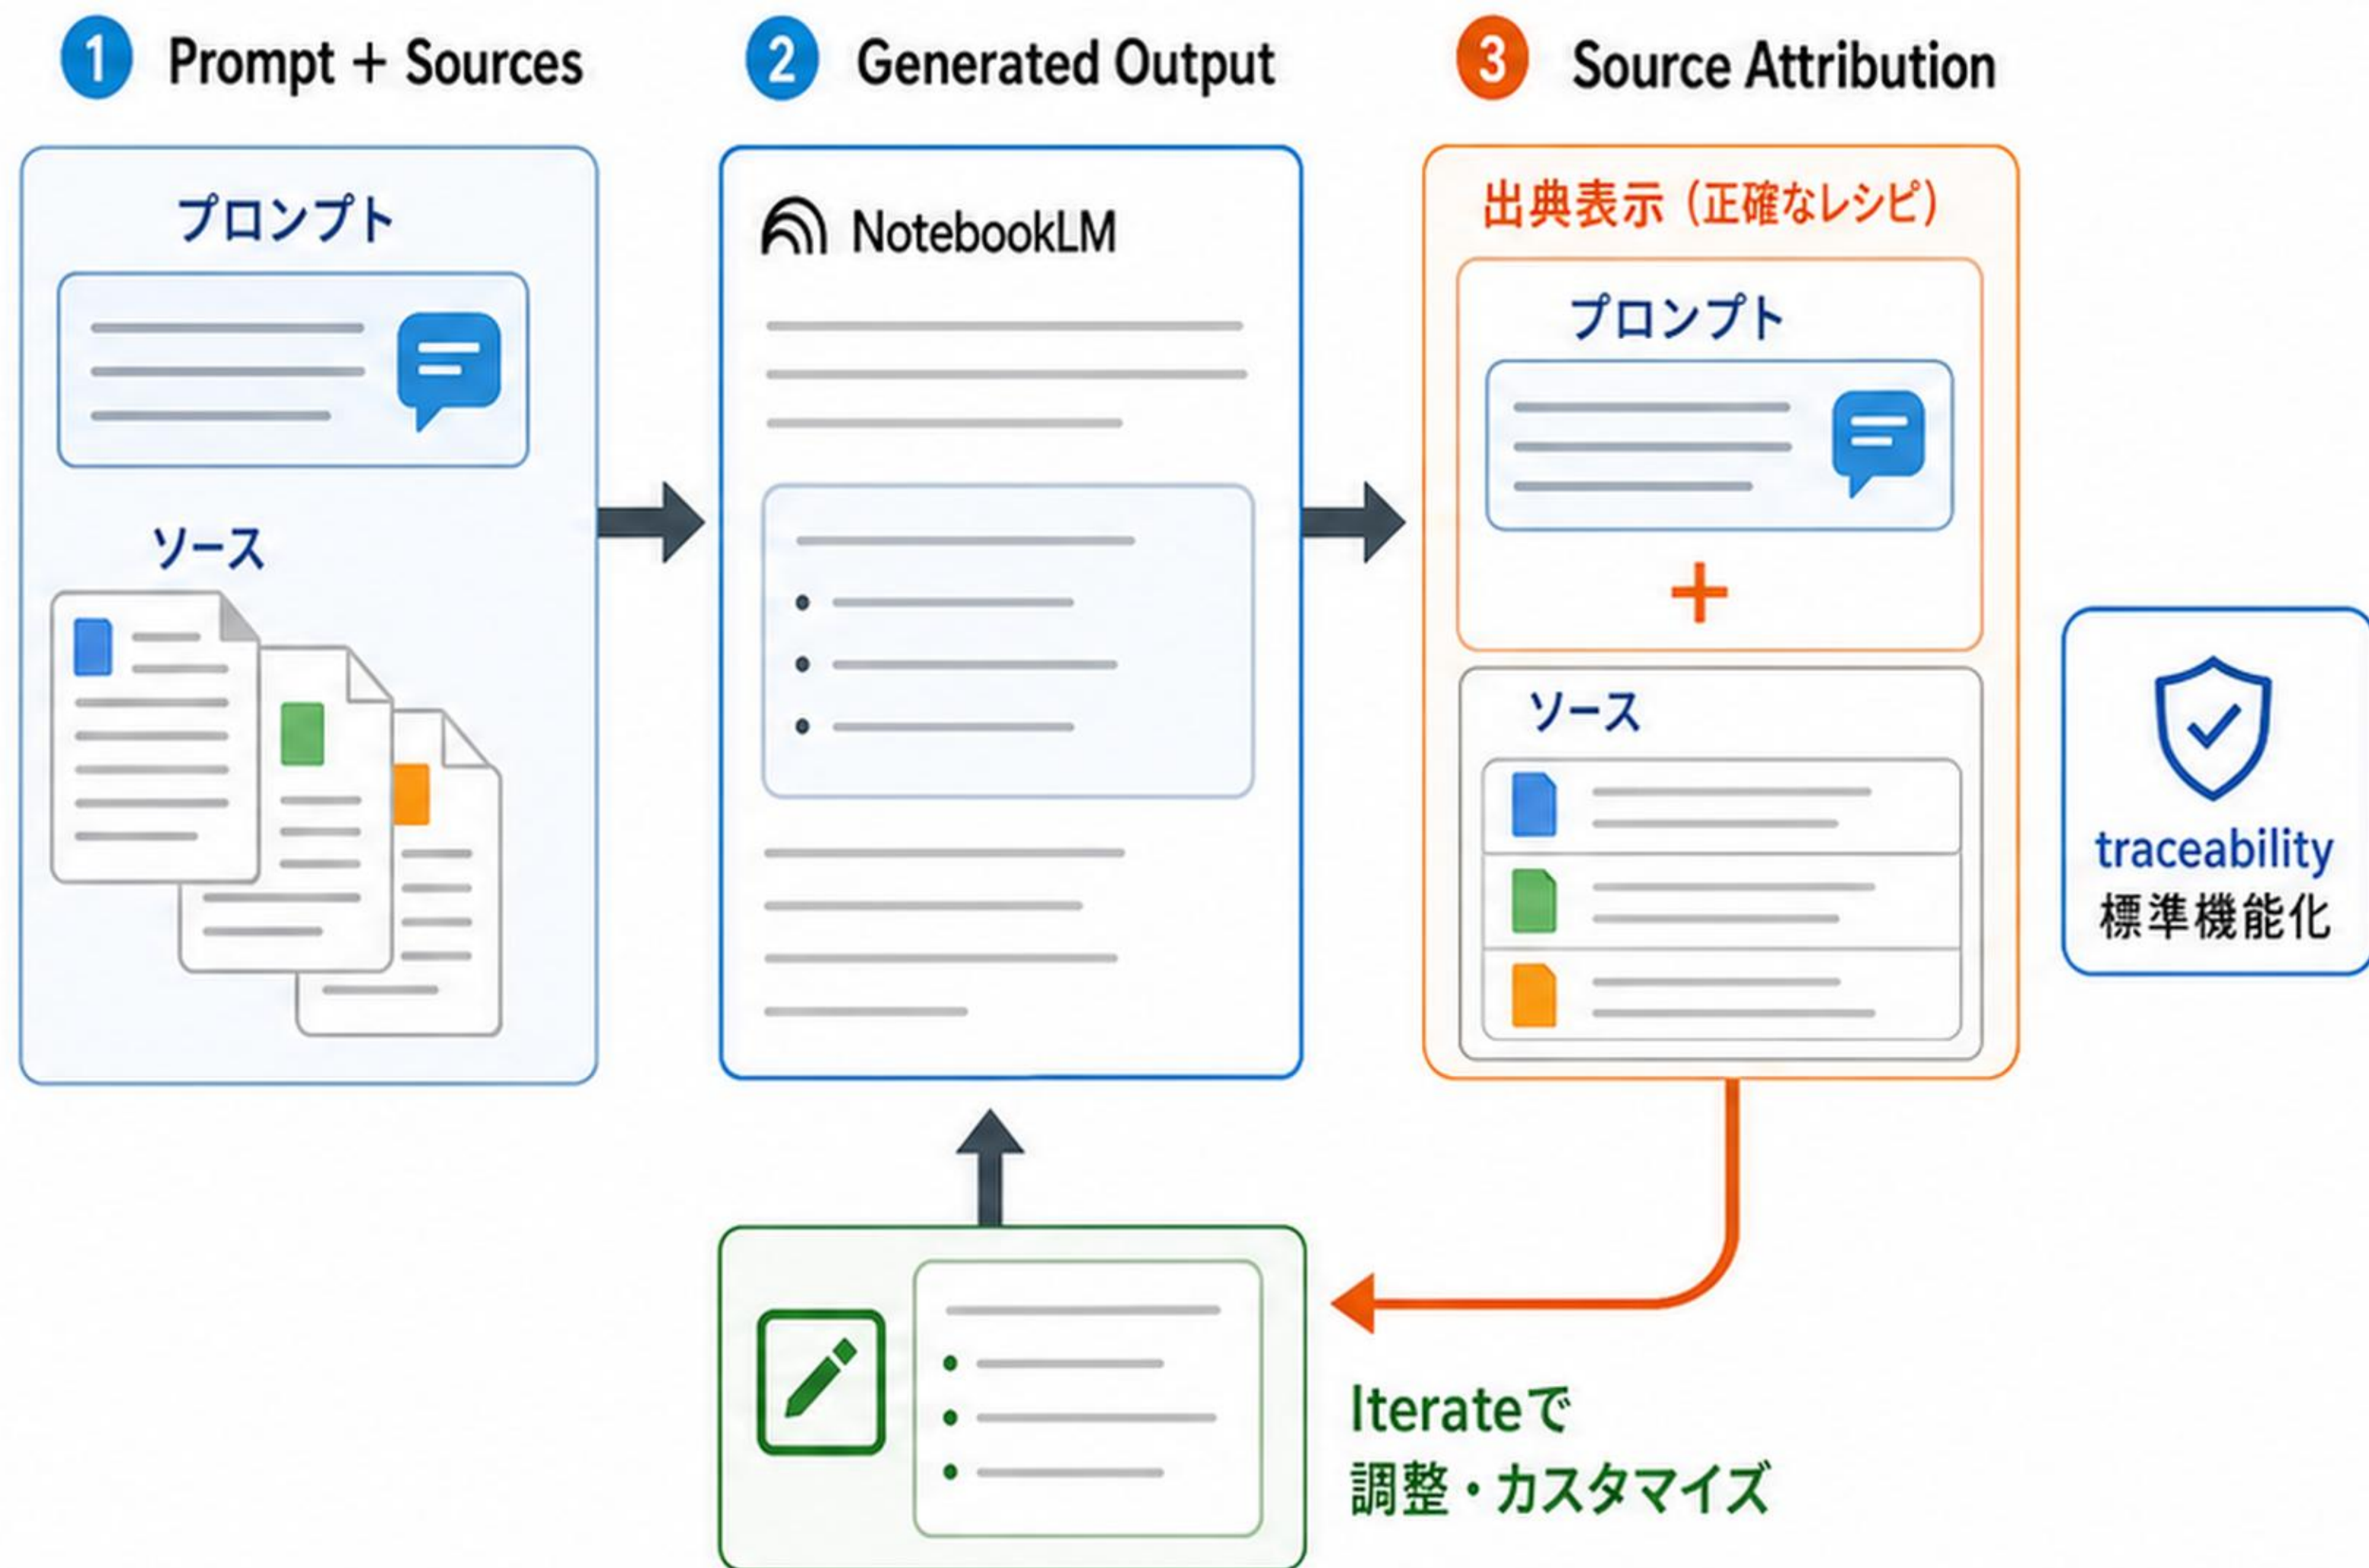 1 Prompt + Sources
プロンプト
ソース
2 Generated Output
NotebookLM
3 Source Attribution
出典表示（正確なレシピ）
プロンプト
+
ソース
traceability
標準機能化
Iterateで
調整・カスタマイズ